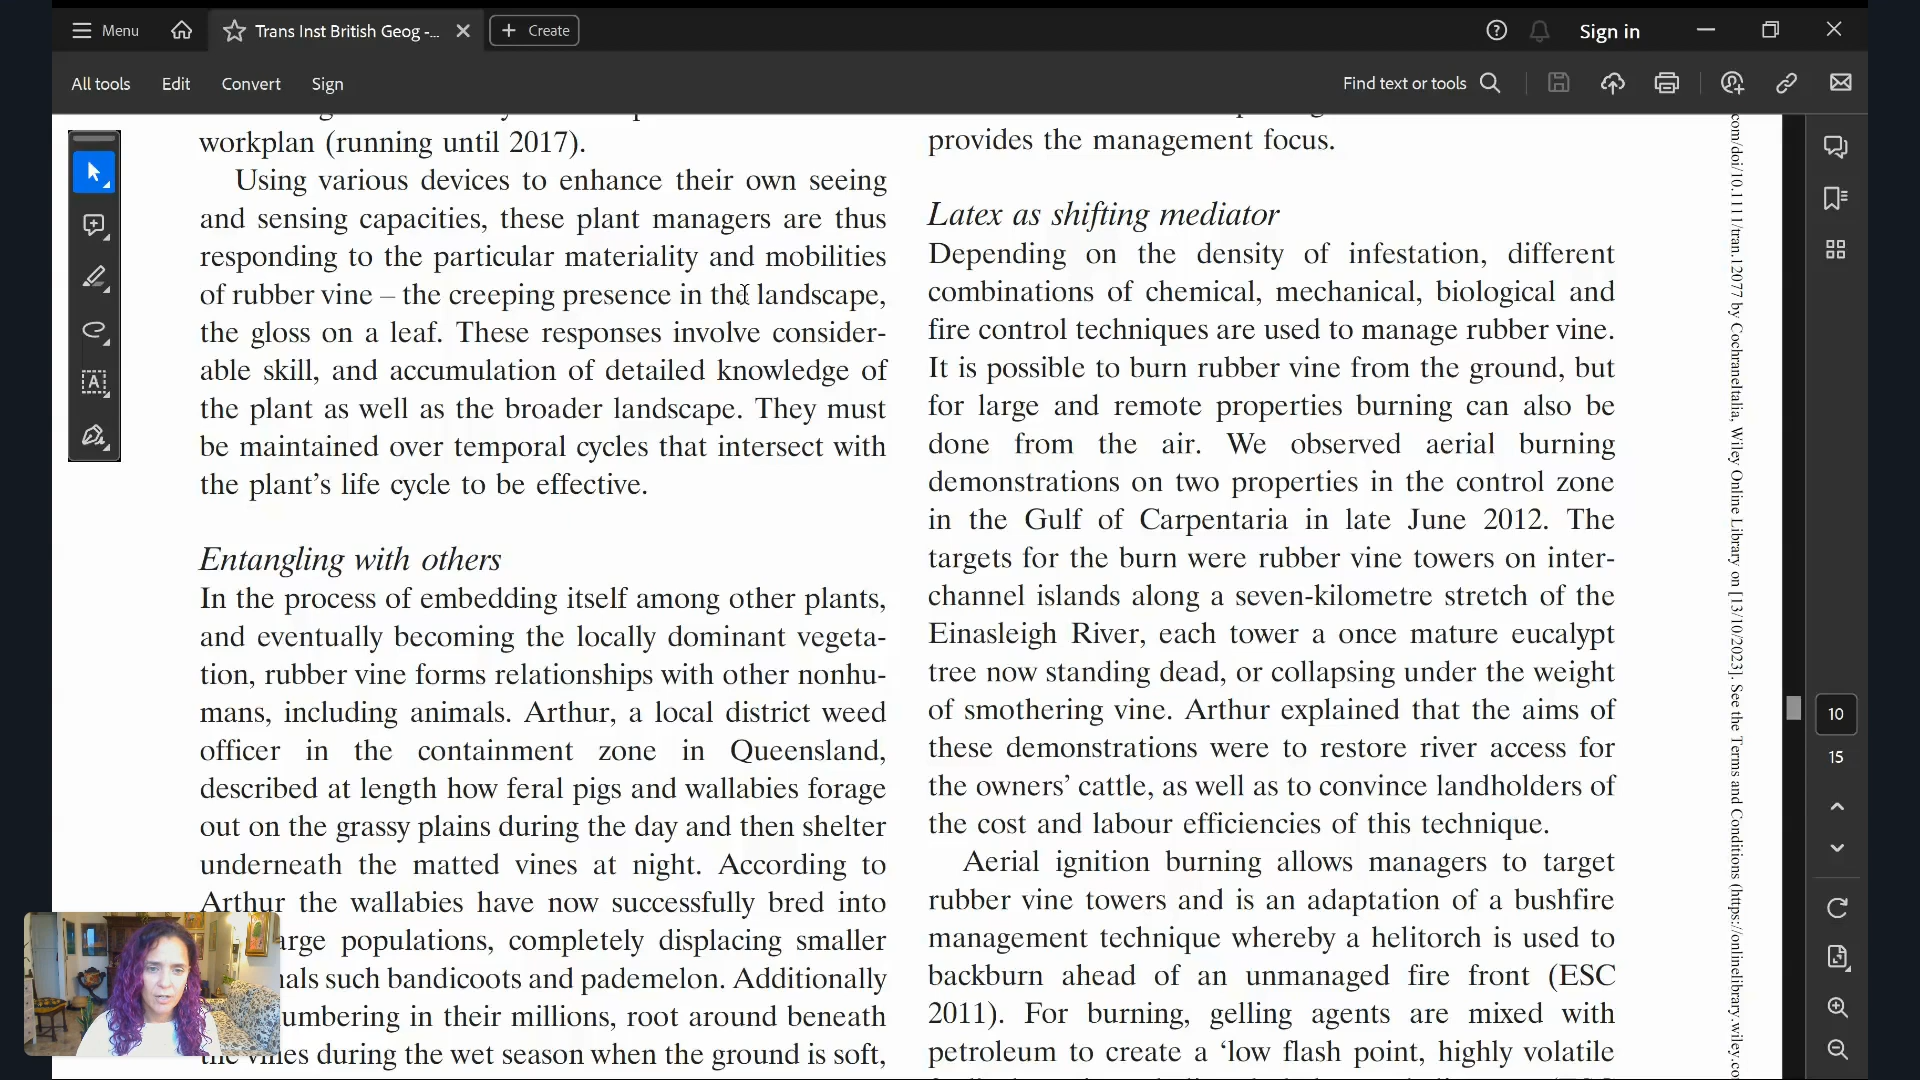 Menu
Trans Inst British Geog -...
Create
Sign in
All tools
Edit
Convert
Sign
Find text or tools
workplan (running until 2017).
Using various devices to enhance their own seeing
and sensing capacities, these plant managers are thus
responding to the particular materiality and mobilities
of rubber vine – the creeping presence in the landscape,
the gloss on a leaf. These responses involve consider-
able skill, and accumulation of detailed knowledge of
the plant as well as the broader landscape. They must
be maintained over temporal cycles that intersect with
the plant’s life cycle to be effective.
Entangling with others
In the process of embedding itself among other plants,
and eventually becoming the locally dominant vegeta-
tion, rubber vine forms relationships with other nonhu-
mans, including animals. Arthur, a local district weed
officer in the containment zone in Queensland,
described at length how feral pigs and wallabies forage
out on the grassy plains during the day and then shelter
underneath the matted vines at night. According to
Arthur the wallabies have now successfully bred into
arge populations, completely displacing smaller
als such bandicoots and pademelon. Additionally
umbering in their millions, root around beneath
the vines during the wet season when the ground is soft,
provides the management focus.
Latex as shifting mediator
Depending on the density of infestation, different
combinations of chemical, mechanical, biological and
fire control techniques are used to manage rubber vine.
It is possible to burn rubber vine from the ground, but
for large and remote properties burning can also be
done from the air. We observed aerial burning
demonstrations on two properties in the control zone
in the Gulf of Carpentaria in late June 2012. The
targets for the burn were rubber vine towers on inter-
channel islands along a seven-kilometre stretch of the
Einasleigh River, each tower a once mature eucalypt
tree now standing dead, or collapsing under the weight
of smothering vine. Arthur explained that the aims of
these demonstrations were to restore river access for
the owners’ cattle, as well as to convince landholders of
the cost and labour efficiencies of this technique.
Aerial ignition burning allows managers to target
rubber vine towers and is an adaptation of a bushfire
management technique whereby a helitorch is used to
backburn ahead of an unmanaged fire front (ESC
2011). For burning, gelling agents are mixed with
petroleum to create a ‘low flash point, highly volatile
com/doi/10.1111/tran.12077 by CochraneItalia, Wiley Online Library on [13/10/2023]. See the Terms and Conditions (https://onlinelibrary.wiley.co
10
15